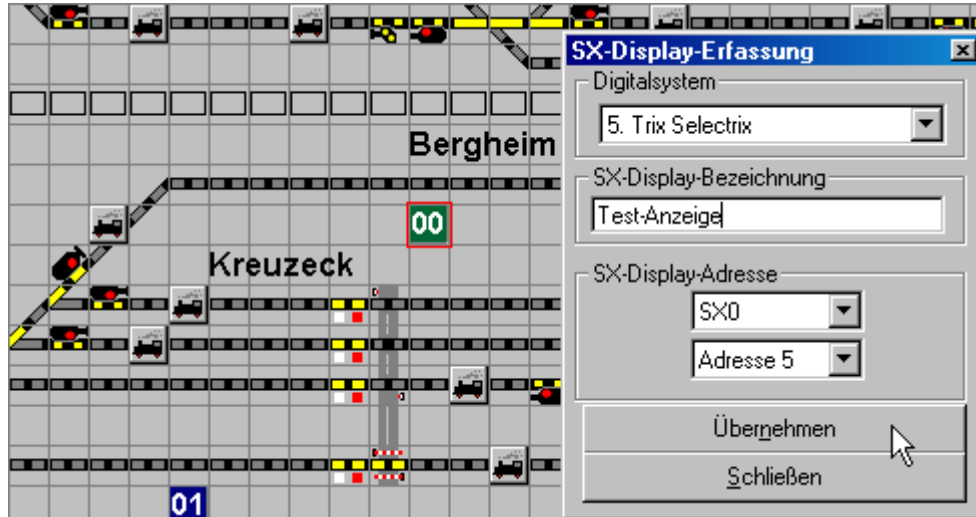 SX-Display-Erfassung
Digitalsystem
5. Trix Selectrix
Bergheim
SX-Display-Bezeichnung
Test-Anzeige
00
Kreuzeck
SX-Display-Adresse
SX0
Adresse 5
Übernehmen
Schließen
01